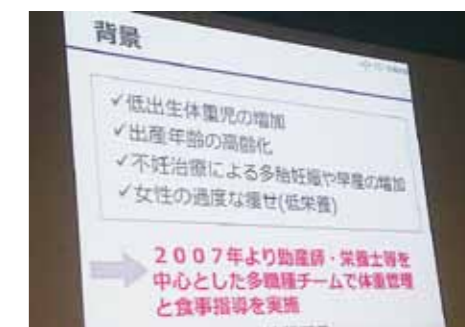 背景
✓低出生体重児の増加
✓出産年齢の高齢化
✓不妊治療による多胎妊娠や早産の増加
✓女性の過度な痩せ(低栄養)
2007年より助産師・栄養士等を
中心とした多職種チームで体重管理
と食事指導を実施